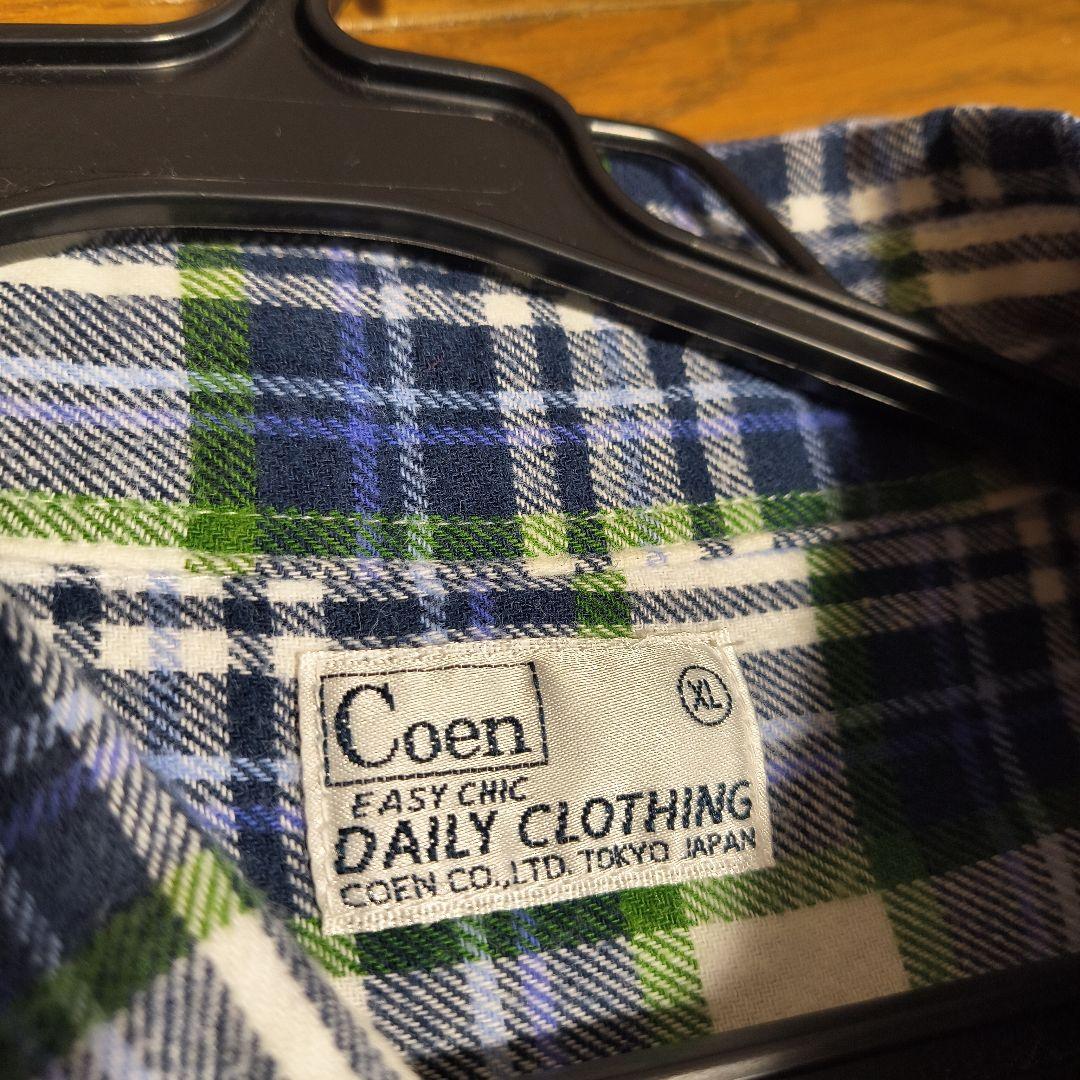 Coen
XL
EASY CHIC
DAILY CLOTHING
COEN CO.,LTD. TOKYO JAPAN